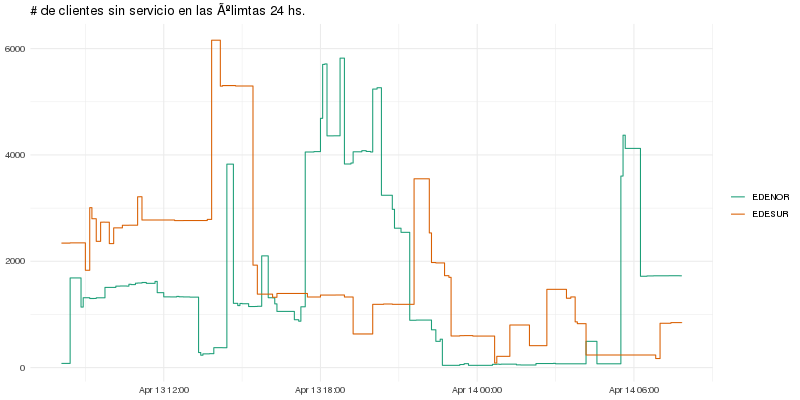 # de clientes sin servicio en las Ãºlimtas 24 hs.
6000
4000
2000
0
Apr 13 12:00
Apr 13 18:00
Apr 14 00:00
Apr 14 06:00
EDENOR
EDESUR